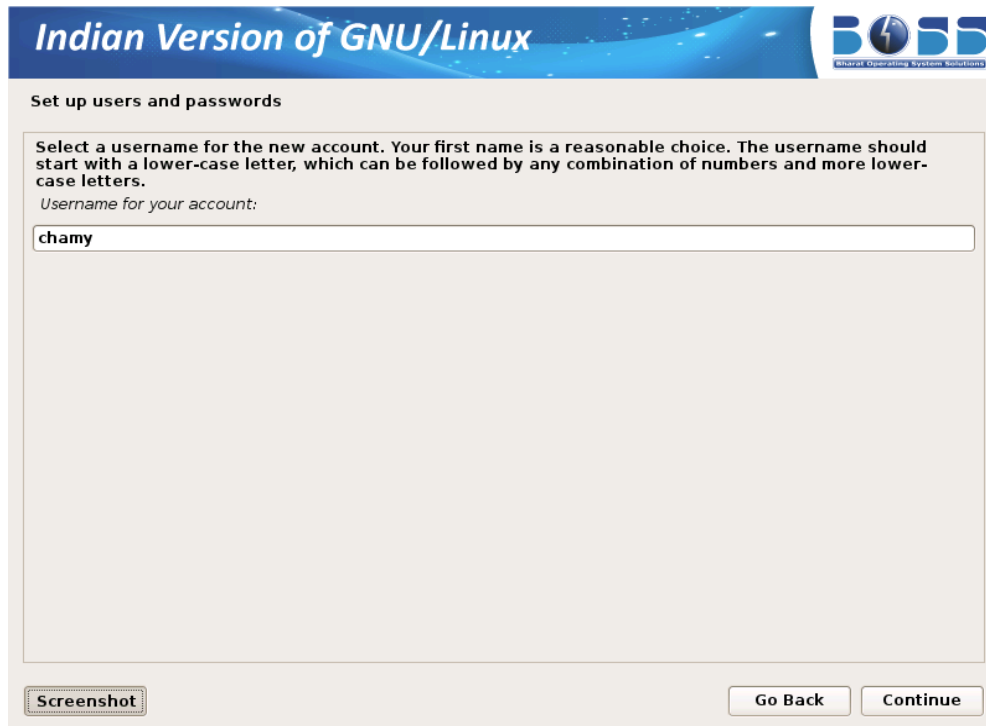 Indian Version of GNU/Linux
BOSS
Bharat Operating System Solutions
Set up users and passwords
Select a username for the new account. Your first name is a reasonable choice. The username should
start with a lower-case letter, which can be followed by any combination of numbers and more lower-
case letters.
Username for your account:
chamy
Screenshot
Go Back
Continue